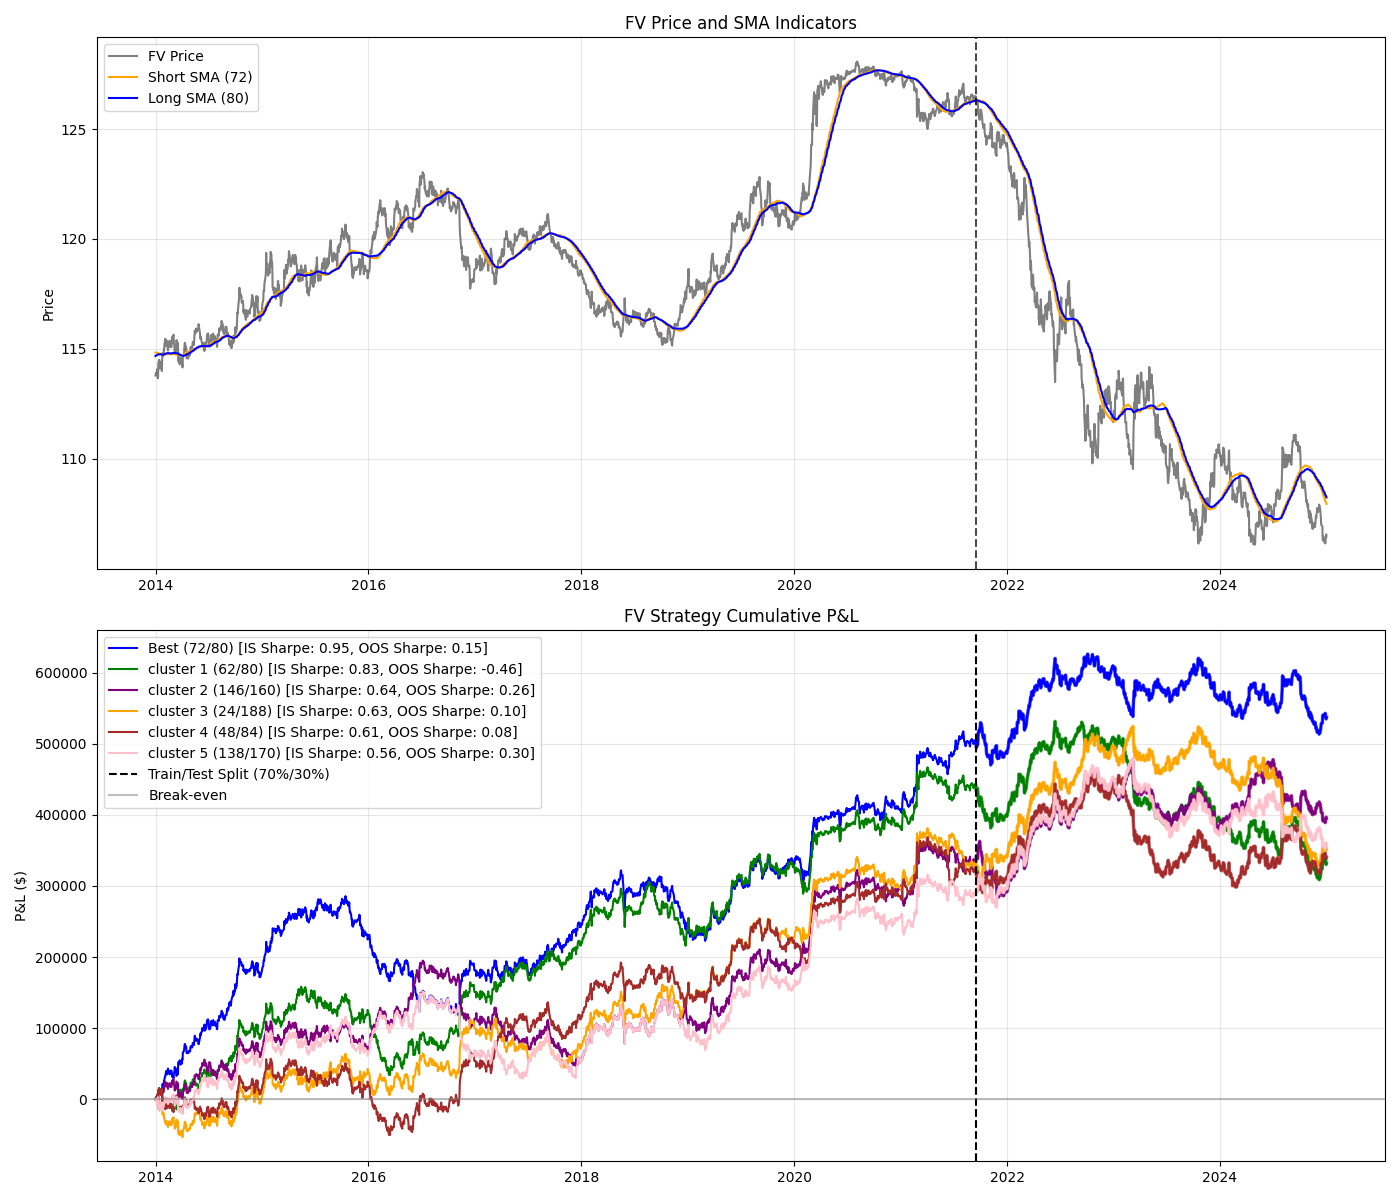 FV Price and SMA Indicators
FV Price
Short SMA (72)
Long SMA (80)
125
120
115
110
Price
2014
2016
2018
2020
2022
2024
FV Strategy Cumulative P&L
Best (72/80) [IS Sharpe: 0.95, OOS Sharpe: 0.15]
cluster 1 (62/80) [IS Sharpe: 0.83, OOS Sharpe: -0.46]
cluster 2 (146/160) [IS Sharpe: 0.64, OOS Sharpe: 0.26]
cluster 3 (24/188) [IS Sharpe: 0.63, OOS Sharpe: 0.10]
cluster 4 (48/84) [IS Sharpe: 0.61, OOS Sharpe: 0.08]
cluster 5 (138/170) [IS Sharpe: 0.56, OOS Sharpe: 0.30]
Train/Test Split (70%/30%)
Break-even
600000
500000
400000
300000
200000
100000
0
P&L ($)
2014
2016
2018
2020
2022
2024